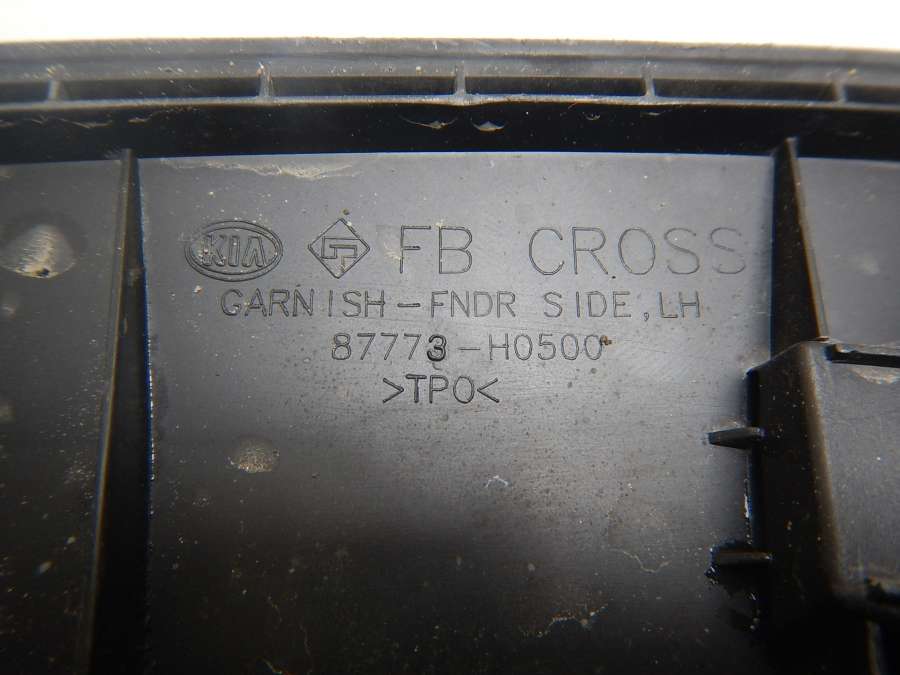 KIA FB CROSS
GARNISH-FNDR SIDE,LH
87773-H0500
>TPO<